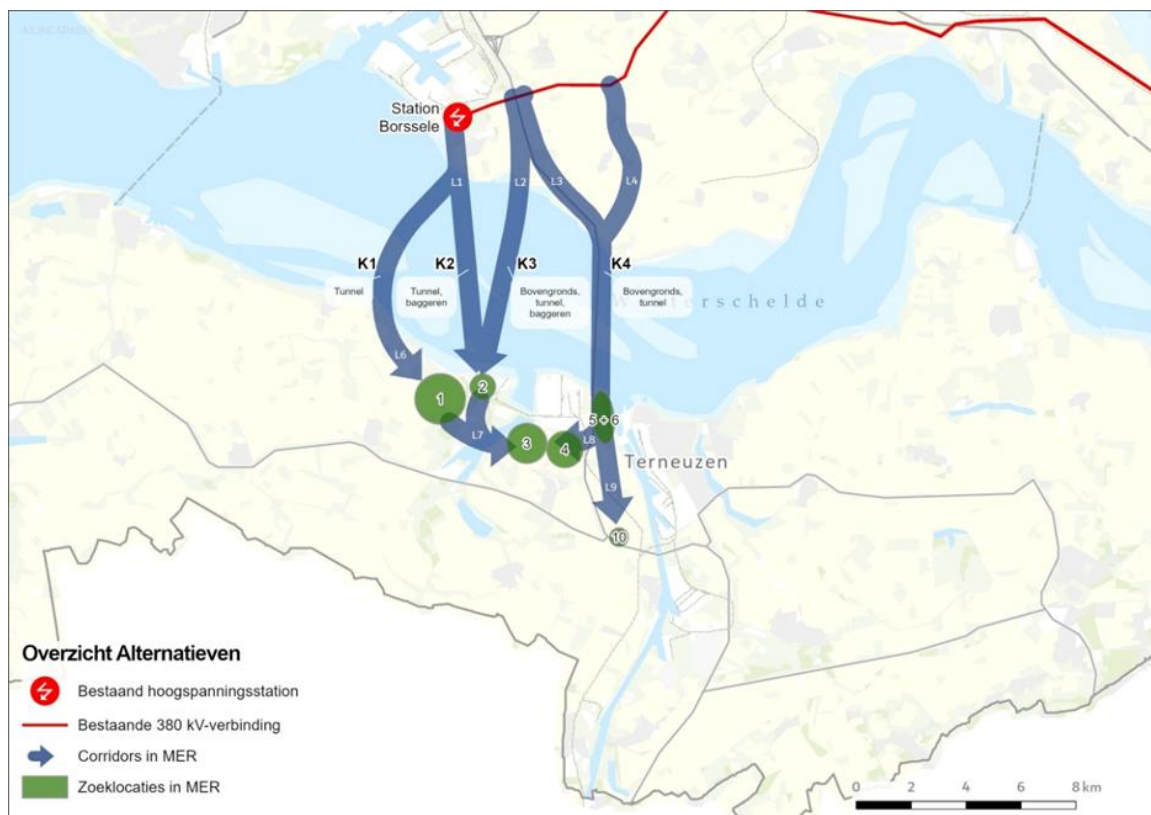 Station
Borssele
L1
L2
L3
L4
K1
K2
K3
K4
Tunnel
Tunnel,
baggeren
Bovengronds,
tunnel,
baggeren
Bovengronds,
tunnel
L6
1
2
5 + 6
L7
3
4
L8
Terneuzen
L9
10
Overzicht Alternatieven
Bestaand hoogspanningsstation
Bestaande 380 kV-verbinding
Corridors in MER
Zoeklocaties in MER
0 2 4 6 8 km